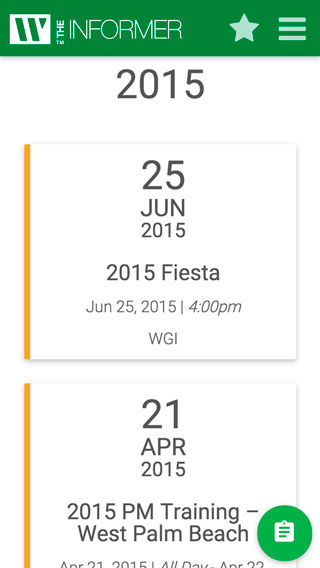 W THE INFORMER
TM
2015
25
JUN
2015
2015 Fiesta
Jun 25, 2015 | 4:00pm
WGI
21
APR
2015
2015 PM Training –
West Palm Beach
Apr 21, 2015 | All Day - Apr 22